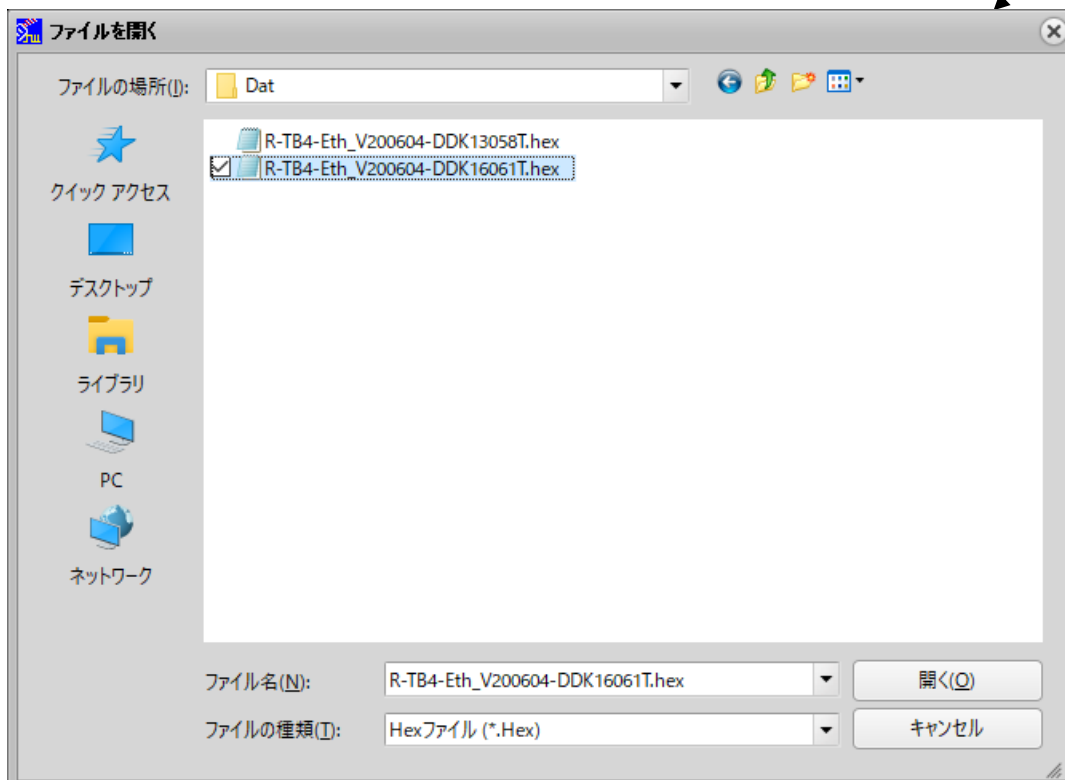 ファイルを開く
ファイルの場所(I): Dat
R-TB4-Eth_V200604-DDK13058T.hex
R-TB4-Eth_V200604-DDK16061T.hex
クイック アクセス
デスクトップ
ライブラリ
PC
ネットワーク
ファイル名(N): R-TB4-Eth_V200604-DDK16061T.hex 開く(O)
ファイルの種類(T): Hexファイル (*.Hex) キャンセル